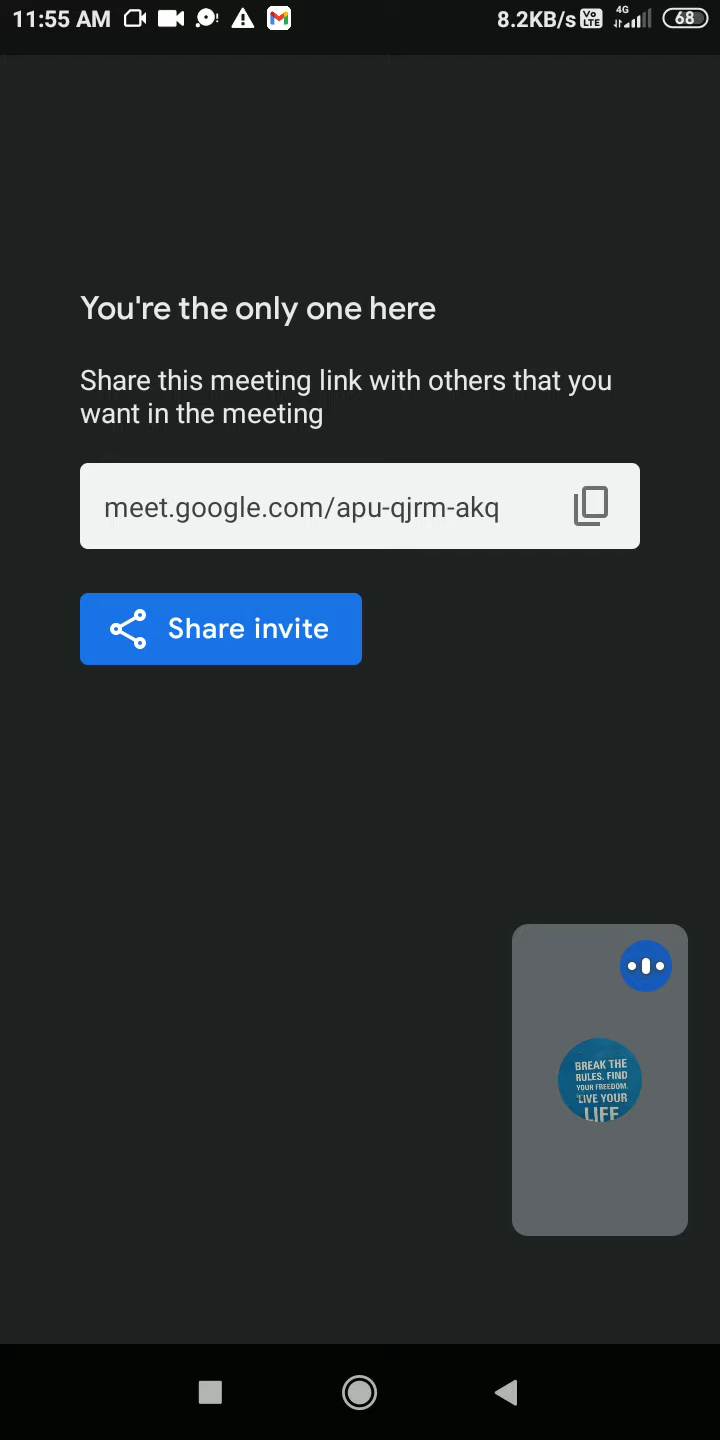 11:55 AM 8.2KB/s Vo LTE 4G 68
You're the only one here
Share this meeting link with others that you
want in the meeting
meet.google.com/apu-qjrm-akq
Share invite
BREAK THE
RULES. FIND
YOUR FREEDOM.
LIVE YOUR
LIFE